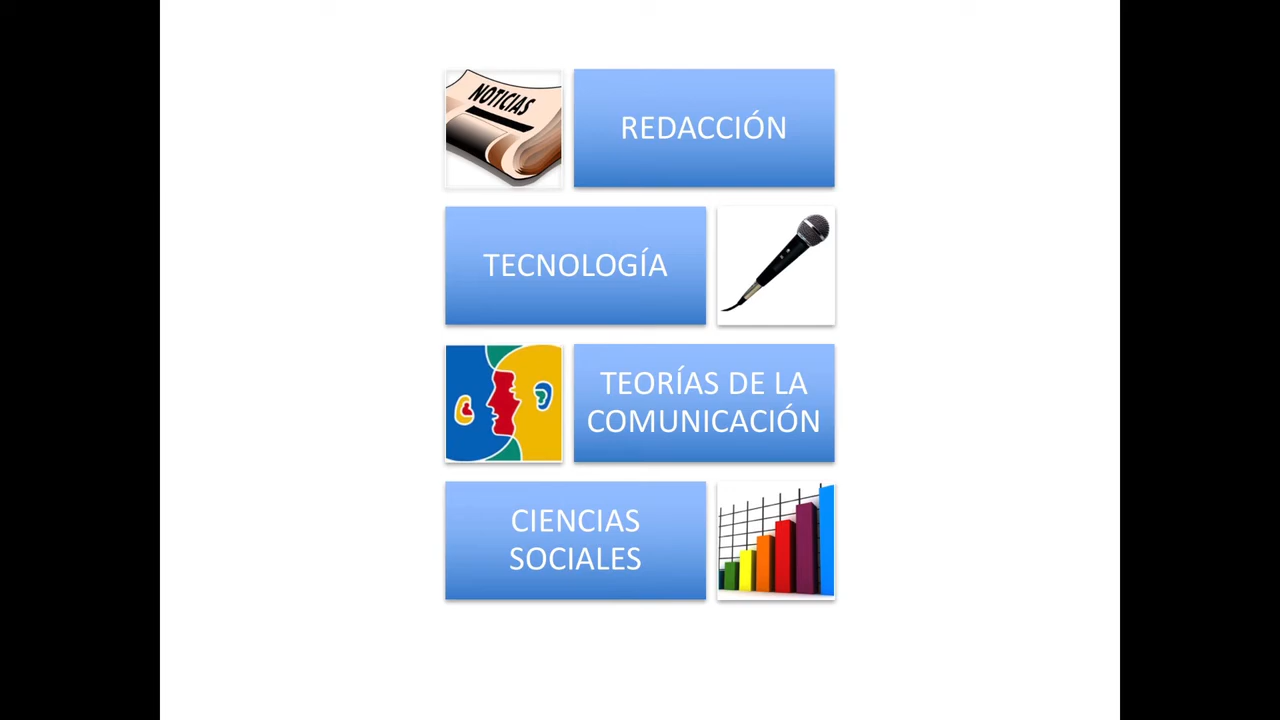 NOTICIAS
REDACCIÓN
TECNOLOGÍA
TEORÍAS DE LA
COMUNICACIÓN
CIENCIAS
SOCIALES